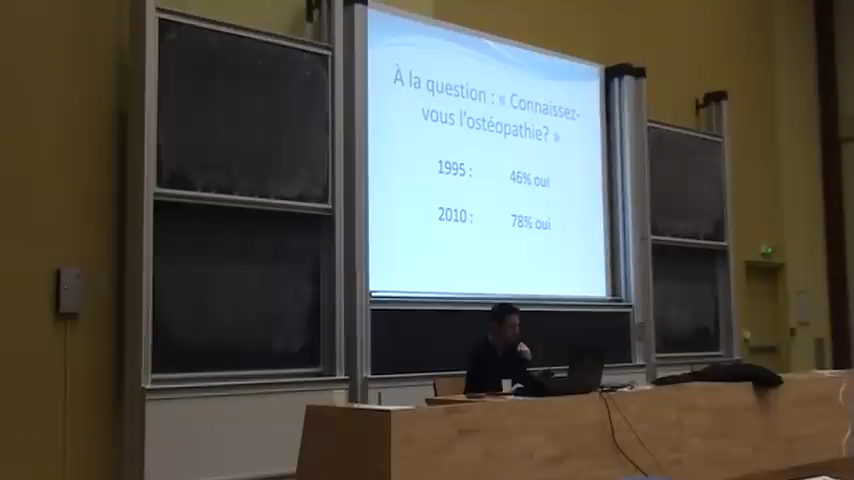 À la question : « Connaissez-
vous l'ostéopathie? »
1995 : 46% oui
2010 : 78% oui